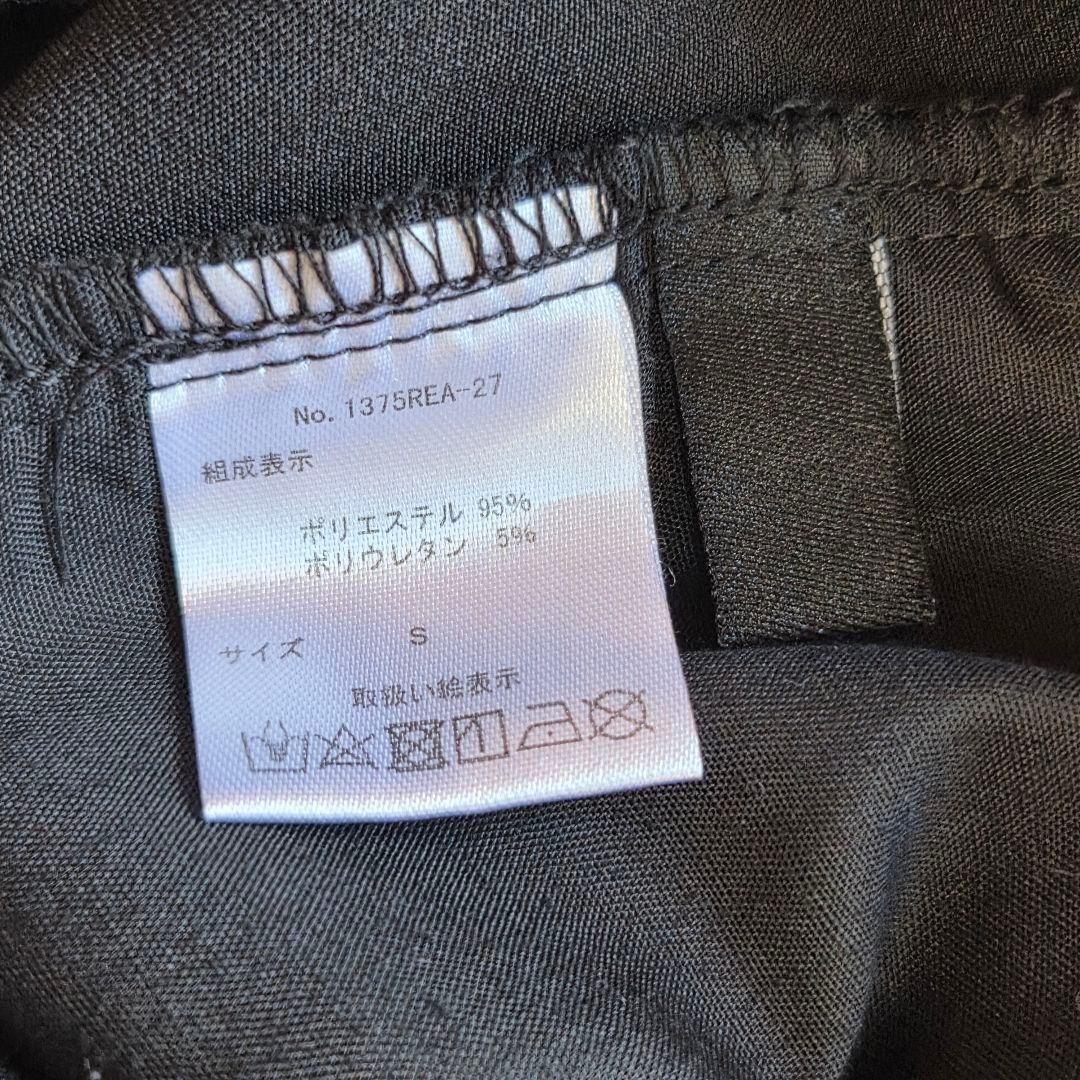 No. 1375REA-27
組成表示
ポリエステル 95%
ポリウレタン 5%
サイズ S
取扱い絵表示